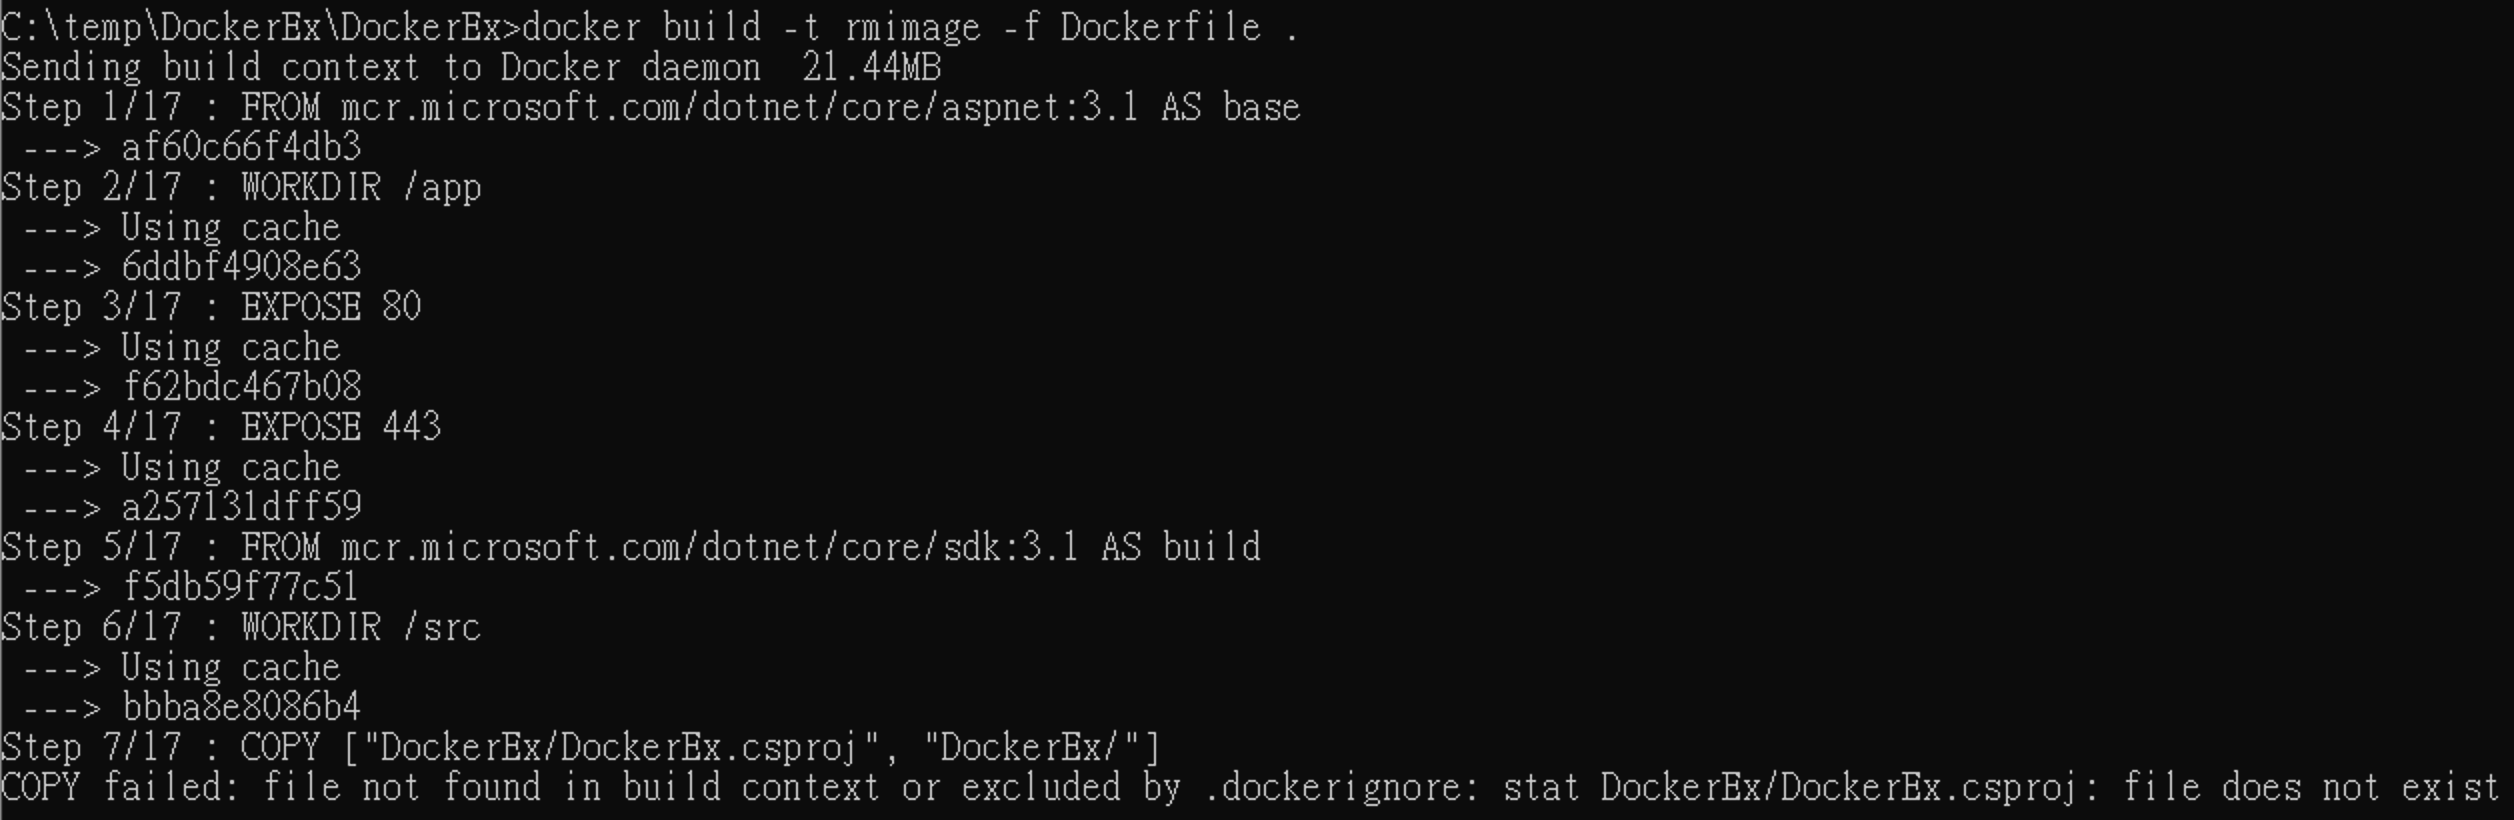 C:\temp\DockerEx\DockerEx>docker build -t rmimage -f Dockerfile .
Sending build context to Docker daemon  21.44MB
Step 1/17 : FROM mcr.microsoft.com/dotnet/core/aspnet:3.1 AS base
 ---> af60c66f4db3
Step 2/17 : WORKDIR /app
 ---> Using cache
 ---> 6ddbf4908e63
Step 3/17 : EXPOSE 80
 ---> Using cache
 ---> f62bdc467b08
Step 4/17 : EXPOSE 443
 ---> Using cache
 ---> a257131dff59
Step 5/17 : FROM mcr.microsoft.com/dotnet/core/sdk:3.1 AS build
 ---> f5db59f77c51
Step 6/17 : WORKDIR /src
 ---> Using cache
 ---> bbba8e8086b4
Step 7/17 : COPY ["DockerEx/DockerEx.csproj", "DockerEx/"]
COPY failed: file not found in build context or excluded by .dockerignore: stat DockerEx/DockerEx.csproj: file does not exist